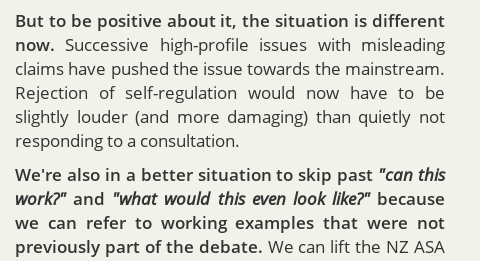 But to be positive about it, the situation is different
now. Successive high-profile issues with misleading
claims have pushed the issue towards the mainstream.
Rejection of self-regulation would now have to be
slightly louder (and more damaging) than quietly not
responding to a consultation.
We're also in a better situation to skip past "can this
work?" and "what would this even look like?" because
we can refer to working examples that were not
previously part of the debate. We can lift the NZ ASA